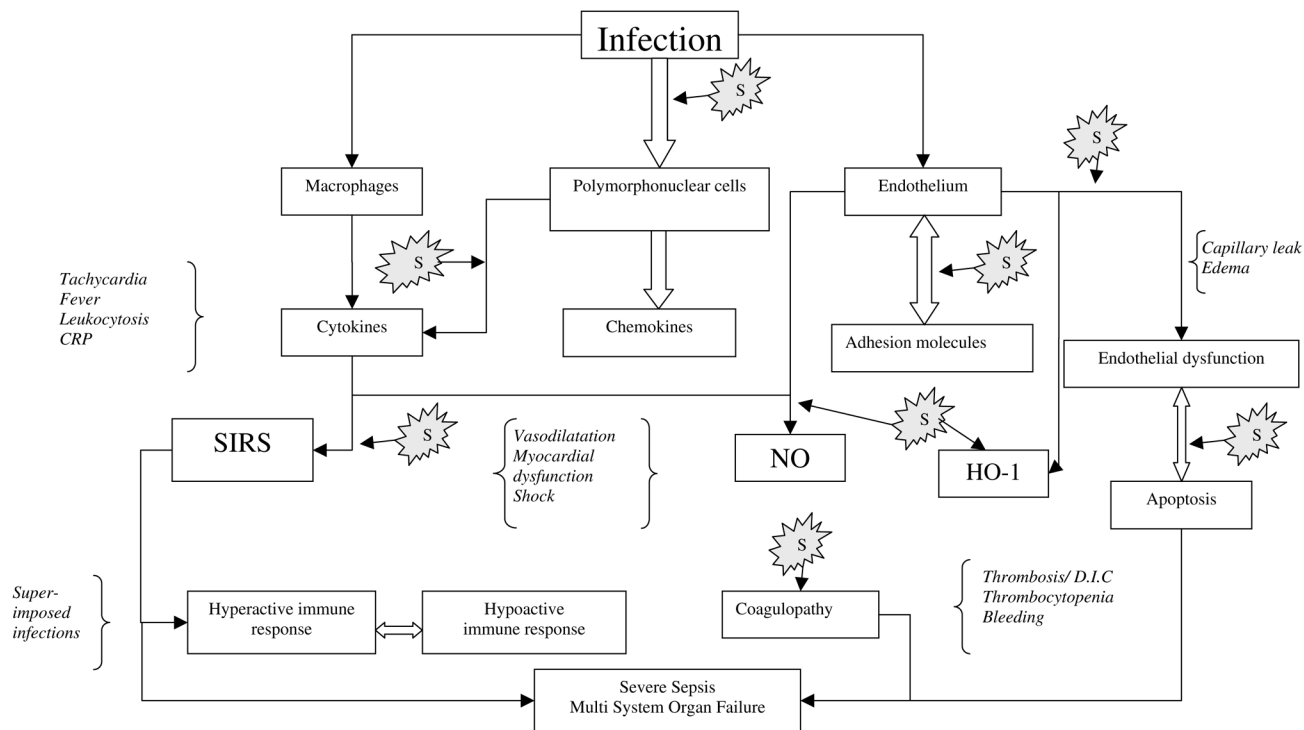 Infection
S
S
Macrophages
Polymorphonuclear cells
Endothelium
S
S
Capillary leak
Edema
Tachycardia
Fever
Leukocytosis
CRP
Cytokines
Chemokines
Adhesion molecules
Endothelial dysfunction
SIRS
S
Vasodilatation
Myocardial
dysfunction
Shock
S
S
NO
HO-1
Apoptosis
S
Super-
imposed
infections
Hyperactive immune
response
Hypoactive
immune response
Coagulopathy
Thrombosis/ D.I.C
Thrombocytopenia
Bleeding
Severe Sepsis
Multi System Organ Failure